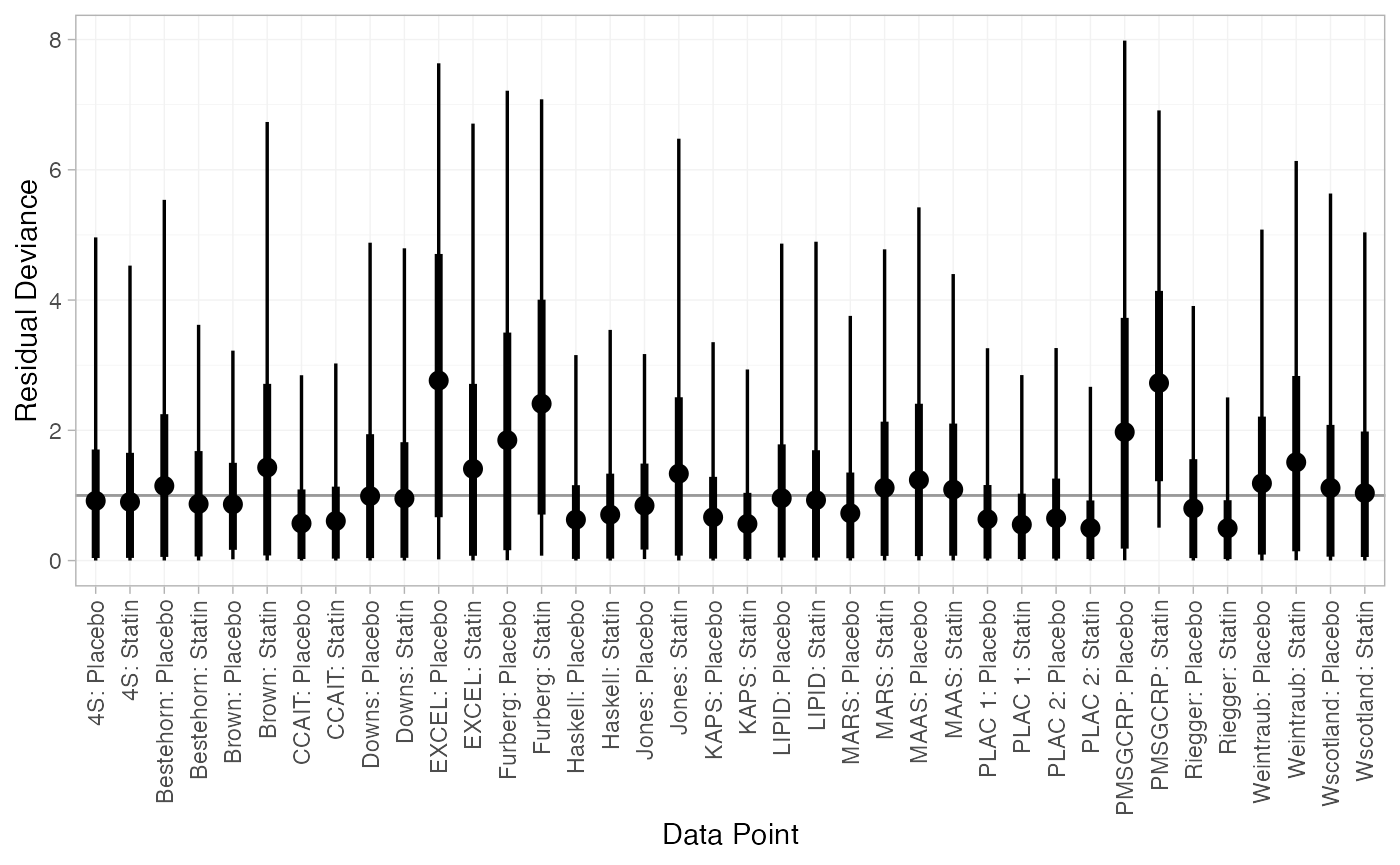 8
6
4
2
0
Residual Deviance
4S: Placebo
4S: Statin
Bestehorn: Placebo
Bestehorn: Statin
Brown: Placebo
Brown: Statin
CCAIT: Placebo
CCAIT: Statin
Downs: Placebo
Downs: Statin
EXCEL: Placebo
EXCEL: Statin
Furberg: Placebo
Furberg: Statin
Haskell: Placebo
Haskell: Statin
Jones: Placebo
Jones: Statin
KAPS: Placebo
KAPS: Statin
LIPID: Placebo
LIPID: Statin
MARS: Placebo
MARS: Statin
MAAS: Placebo
MAAS: Statin
PLAC 1: Placebo
PLAC 1: Statin
PLAC 2: Placebo
PLAC 2: Statin
PMSGCRP: Placebo
PMSGCRP: Statin
Riegger: Placebo
Riegger: Statin
Weintraub: Placebo
Weintraub: Statin
Wscotland: Placebo
Wscotland: Statin
Data Point